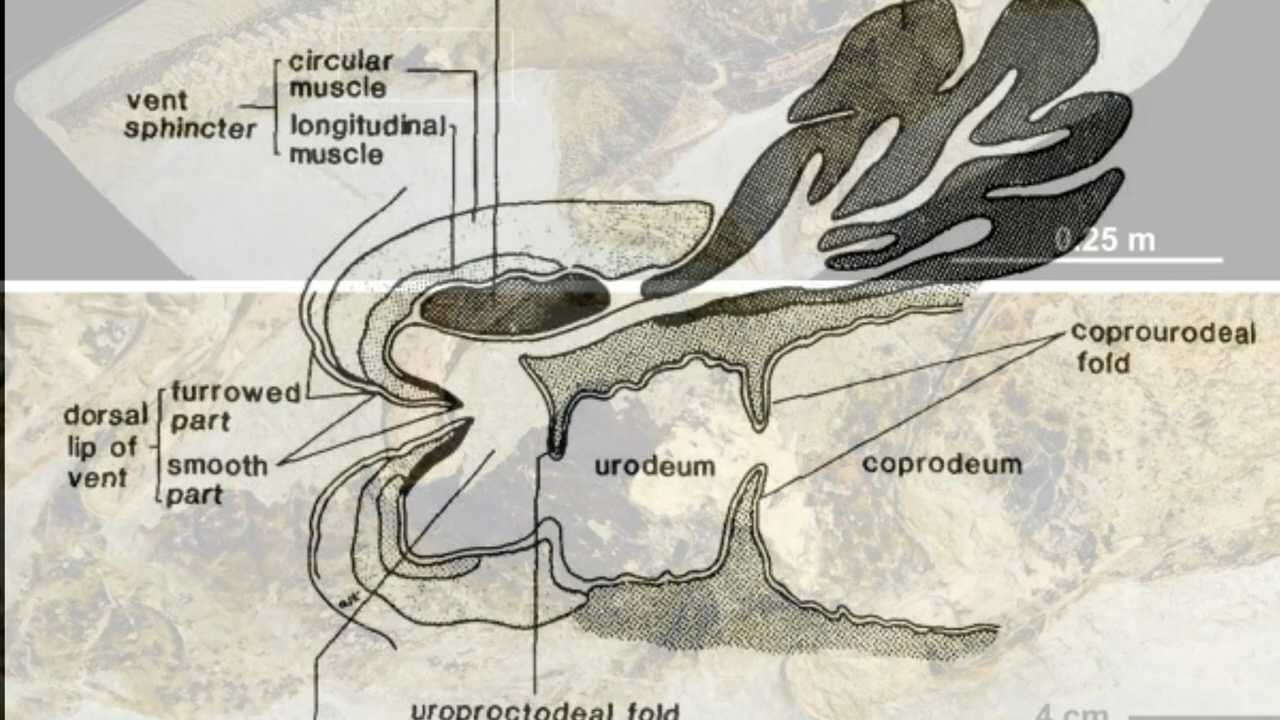 circular
muscle
vent
sphincter
longitudinal
muscle
0.25 m
coprourodeal
fold
furrowed
part
dorsal
lip of
vent
smooth
part
urodeum
coprodeum
uroproctodeal fold
4 cm